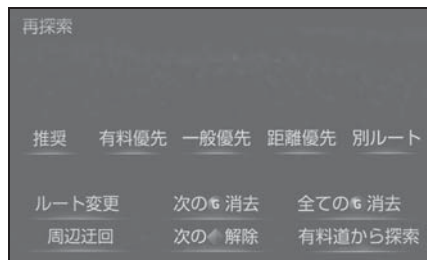 再探索
推奨 有料優先 一般優先 距離優先 別ルート
ルート変更 次のG消去 全てのG消去
周辺迂回 次の◆解除 有料道から探索